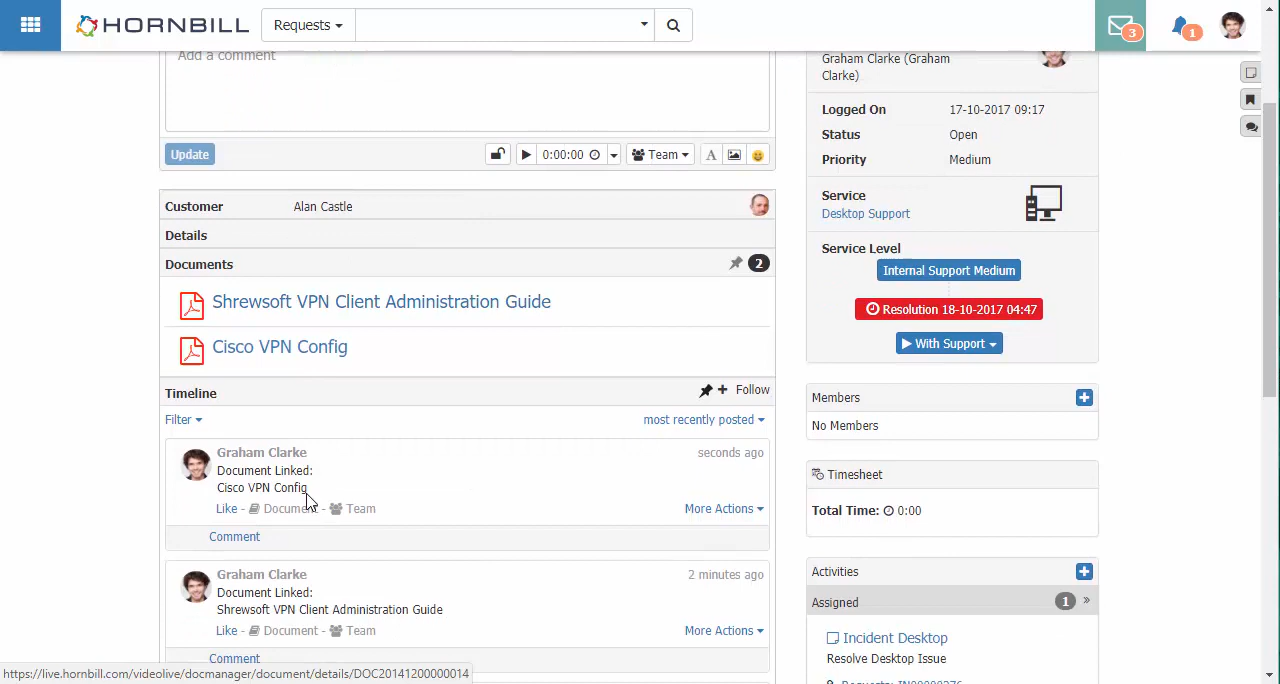 HORNBILL
Requests
3
1
Add a comment
Update
0:00:00
Team
A
Customer
Alan Castle
Details
Documents
2
Shrewsoft VPN Client Administration Guide
Cisco VPN Config
Timeline
Follow
Filter
most recently posted
Graham Clarke
seconds ago
Document Linked:
Cisco VPN Config
Like - Document - Team
More Actions
Comment
Graham Clarke
2 minutes ago
Document Linked:
Shrewsoft VPN Client Administration Guide
Like - Document - Team
More Actions
Comment
Graham Clarke (Graham
Clarke)
Logged On
17-10-2017 09:17
Status
Open
Priority
Medium
Service
Desktop Support
Service Level
Internal Support Medium
Resolution 18-10-2017 04:47
With Support
Members
No Members
Timesheet
Total Time: 0:00
Activities
Assigned
1 »
Incident Desktop
Resolve Desktop Issue
https://live.hornbill.com/videolive/docmanager/document/details/DOC20141200000014